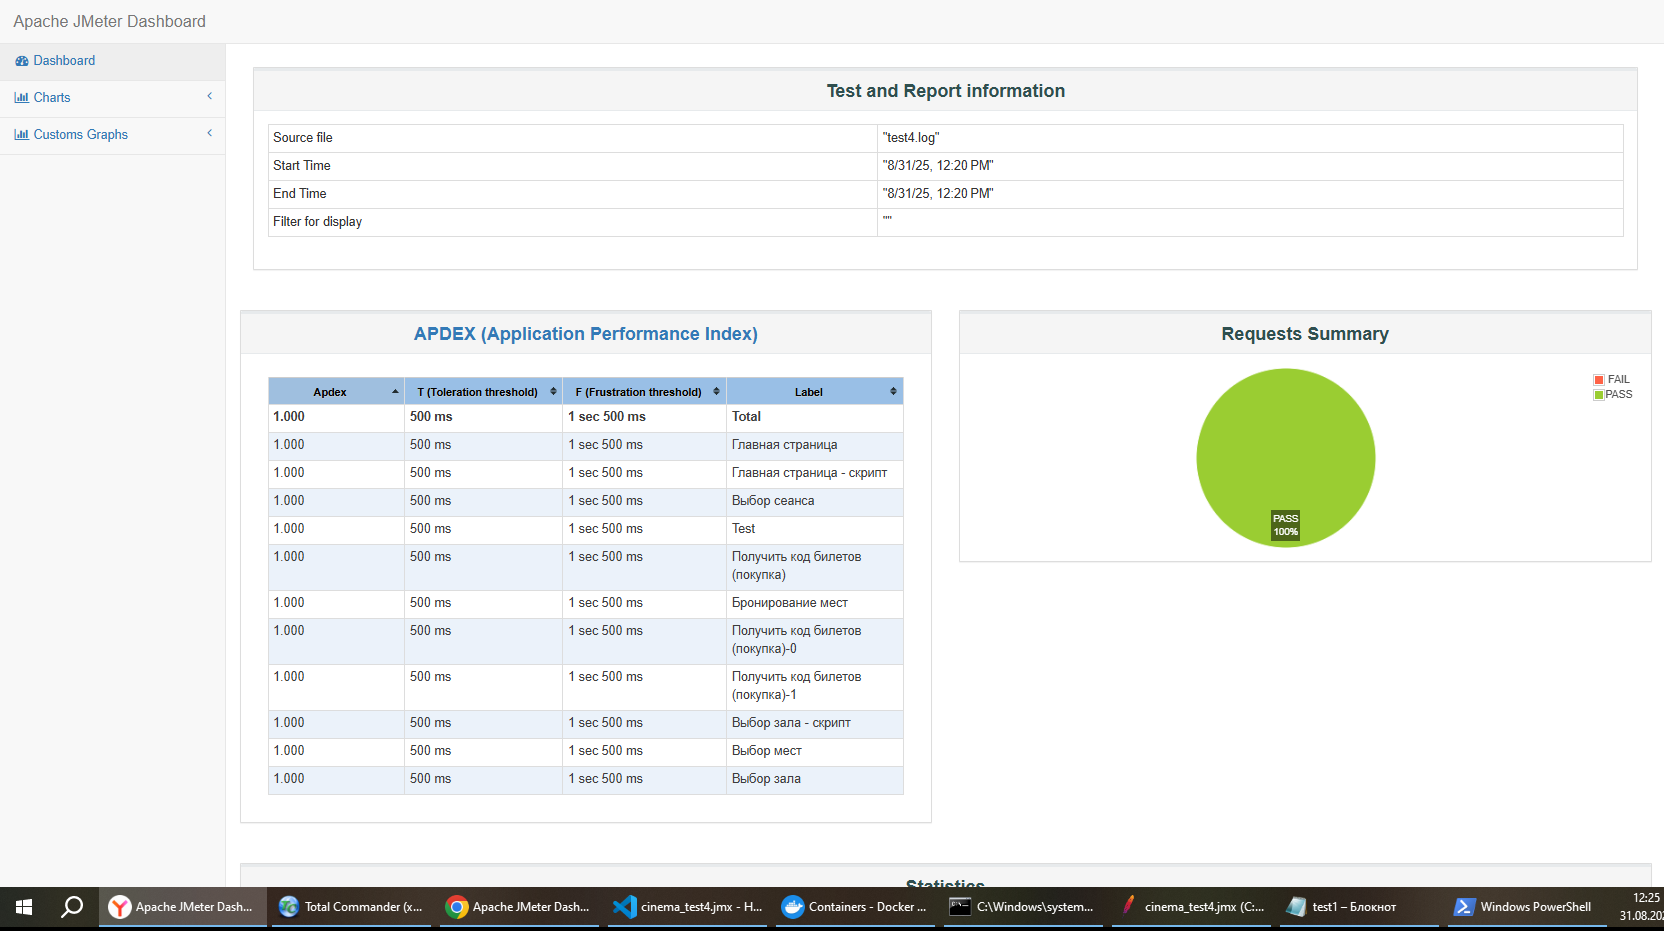 Apache JMeter Dashboard
Dashboard
Charts
Customs Graphs
Test and Report information
Source file "test4.log"
Start Time "8/31/25, 12:20 PM"
End Time "8/31/25, 12:20 PM"
Filter for display ""
APDEX (Application Performance Index)
Apdex T (Toleration threshold) F (Frustration threshold) Label
1.000 500 ms 1 sec 500 ms Total
1.000 500 ms 1 sec 500 ms Главная страница
1.000 500 ms 1 sec 500 ms Главная страница - скрипт
1.000 500 ms 1 sec 500 ms Выбор сеанса
1.000 500 ms 1 sec 500 ms Test
1.000 500 ms 1 sec 500 ms Получить код билетов
(покупка)
1.000 500 ms 1 sec 500 ms Бронирование мест
1.000 500 ms 1 sec 500 ms Получить код билетов
(покупка)-0
1.000 500 ms 1 sec 500 ms Получить код билетов
(покупка)-1
1.000 500 ms 1 sec 500 ms Выбор зала - скрипт
1.000 500 ms 1 sec 500 ms Выбор мест
1.000 500 ms 1 sec 500 ms Выбор зала
Requests Summary
FAIL
PASS
PASS
100%
Statistics
Apache JMeter Dash... Total Commander (x... Apache JMeter Dash... cinema_test4.jmx - H... Containers - Docker ... C:\Windows\system... cinema_test4.jmx (C:... test1 – Блокнот Windows PowerShell
12:25
31.08.202